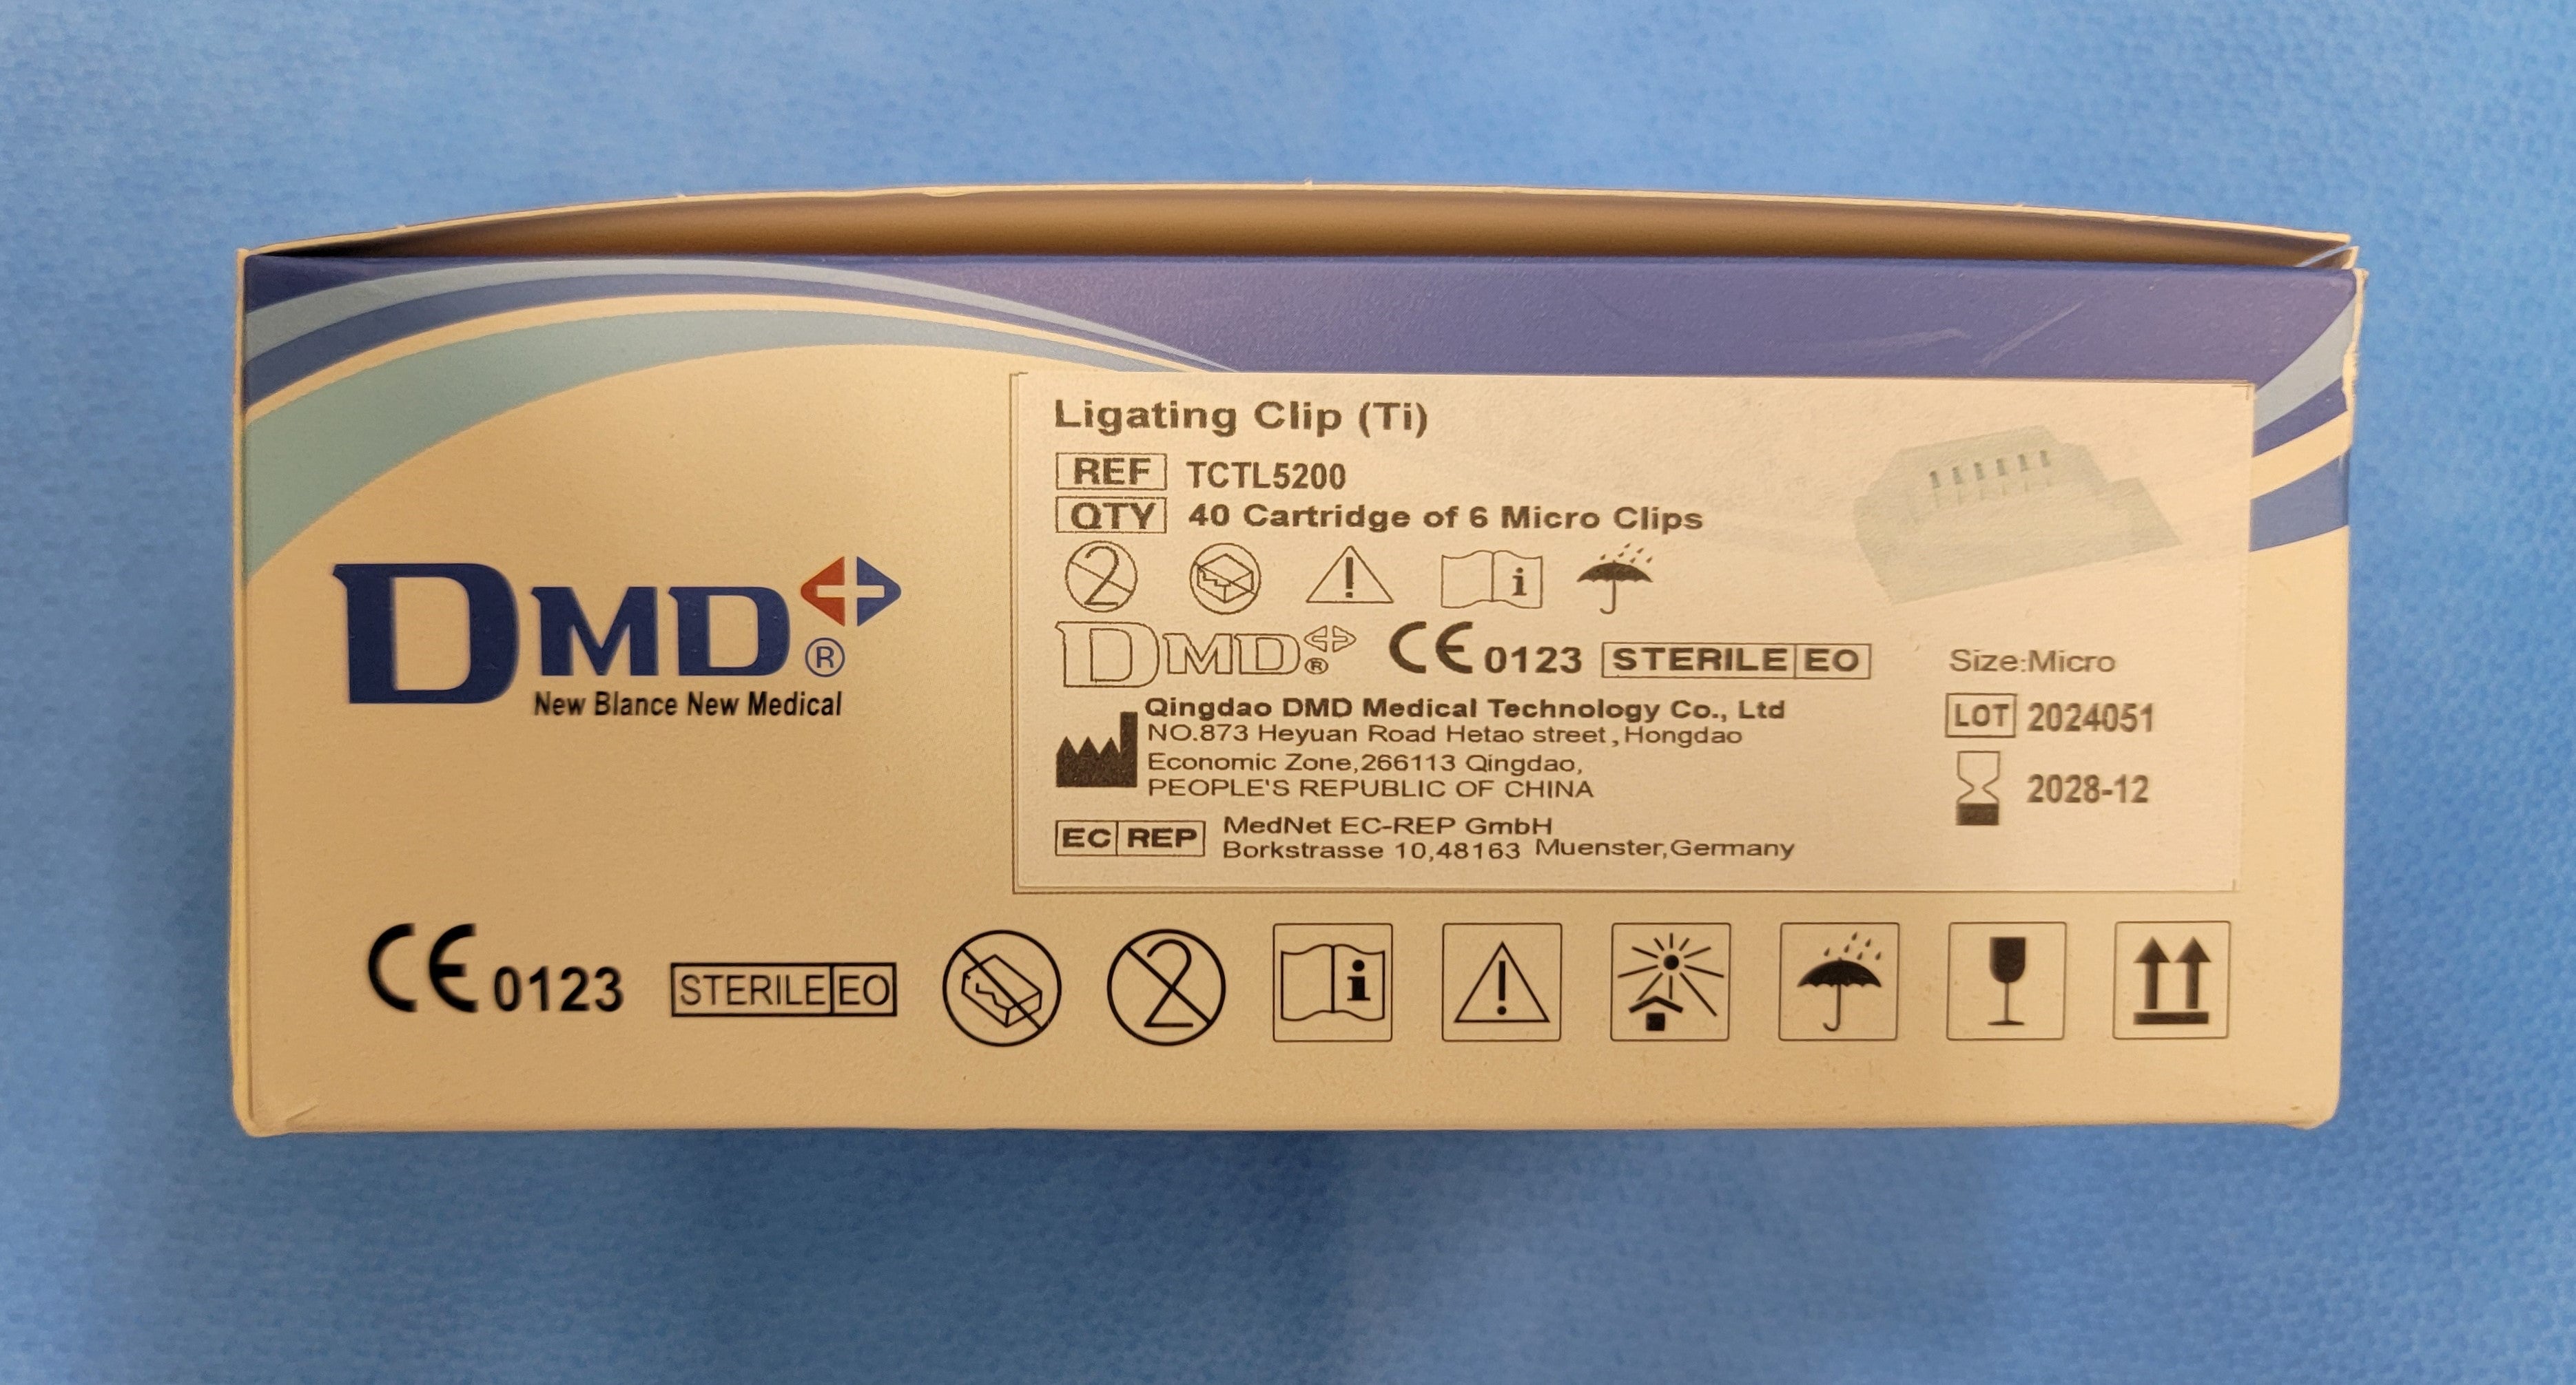 DMD ®
New Blance New Medical
Ligating Clip (Ti)
REF TCTL5200
QTY 40 Cartridge of 6 Micro Clips
2 i
DMD ® CE 0123 STERILE EO
Qingdao DMD Medical Technology Co., Ltd
NO.873 Heyuan Road Hetao street, Hongdao
Economic Zone,266113 Qingdao,
PEOPLE'S REPUBLIC OF CHINA
EC REP MedNet EC-REP GmbH
Borkstrasse 10,48163 Muenster,Germany
Size:Micro
LOT 2024051
2028-12
CE 0123 STERILE EO 2 i